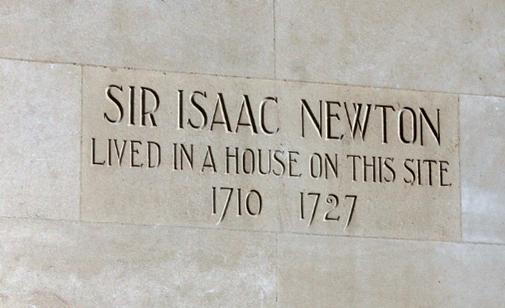 SIR ISAAC NEWTON
LIVED IN A HOUSE ON THIS SITE
1710 1727